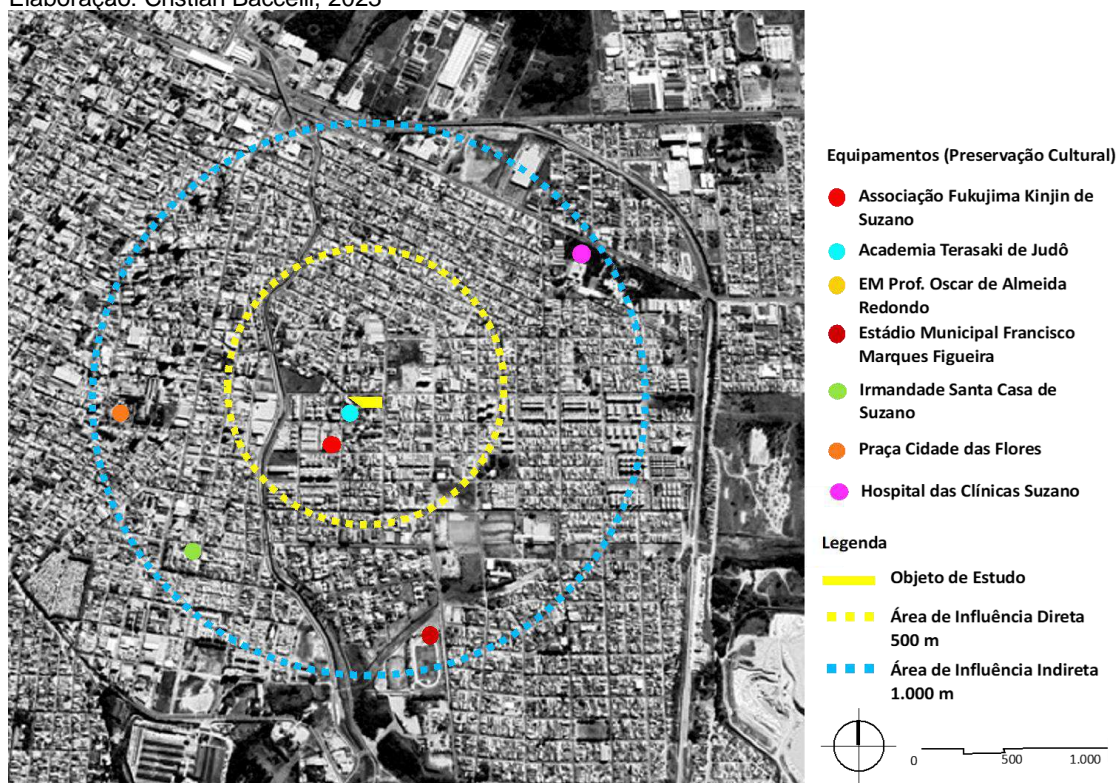 Elaboração: Cristian Baccelli, 2023
Equipamentos (Preservação Cultural)
Associação Fukujima Kinjin de
Suzano
Academia Terasaki de Judô
EM Prof. Oscar de Almeida
Redondo
Estádio Municipal Francisco
Marques Figueira
Irmandade Santa Casa de
Suzano
Praça Cidade das Flores
Hospital das Clínicas Suzano
Legenda
Objeto de Estudo
Área de Influência Direta
500 m
Área de Influência Indireta
1.000 m
0 500 1.000